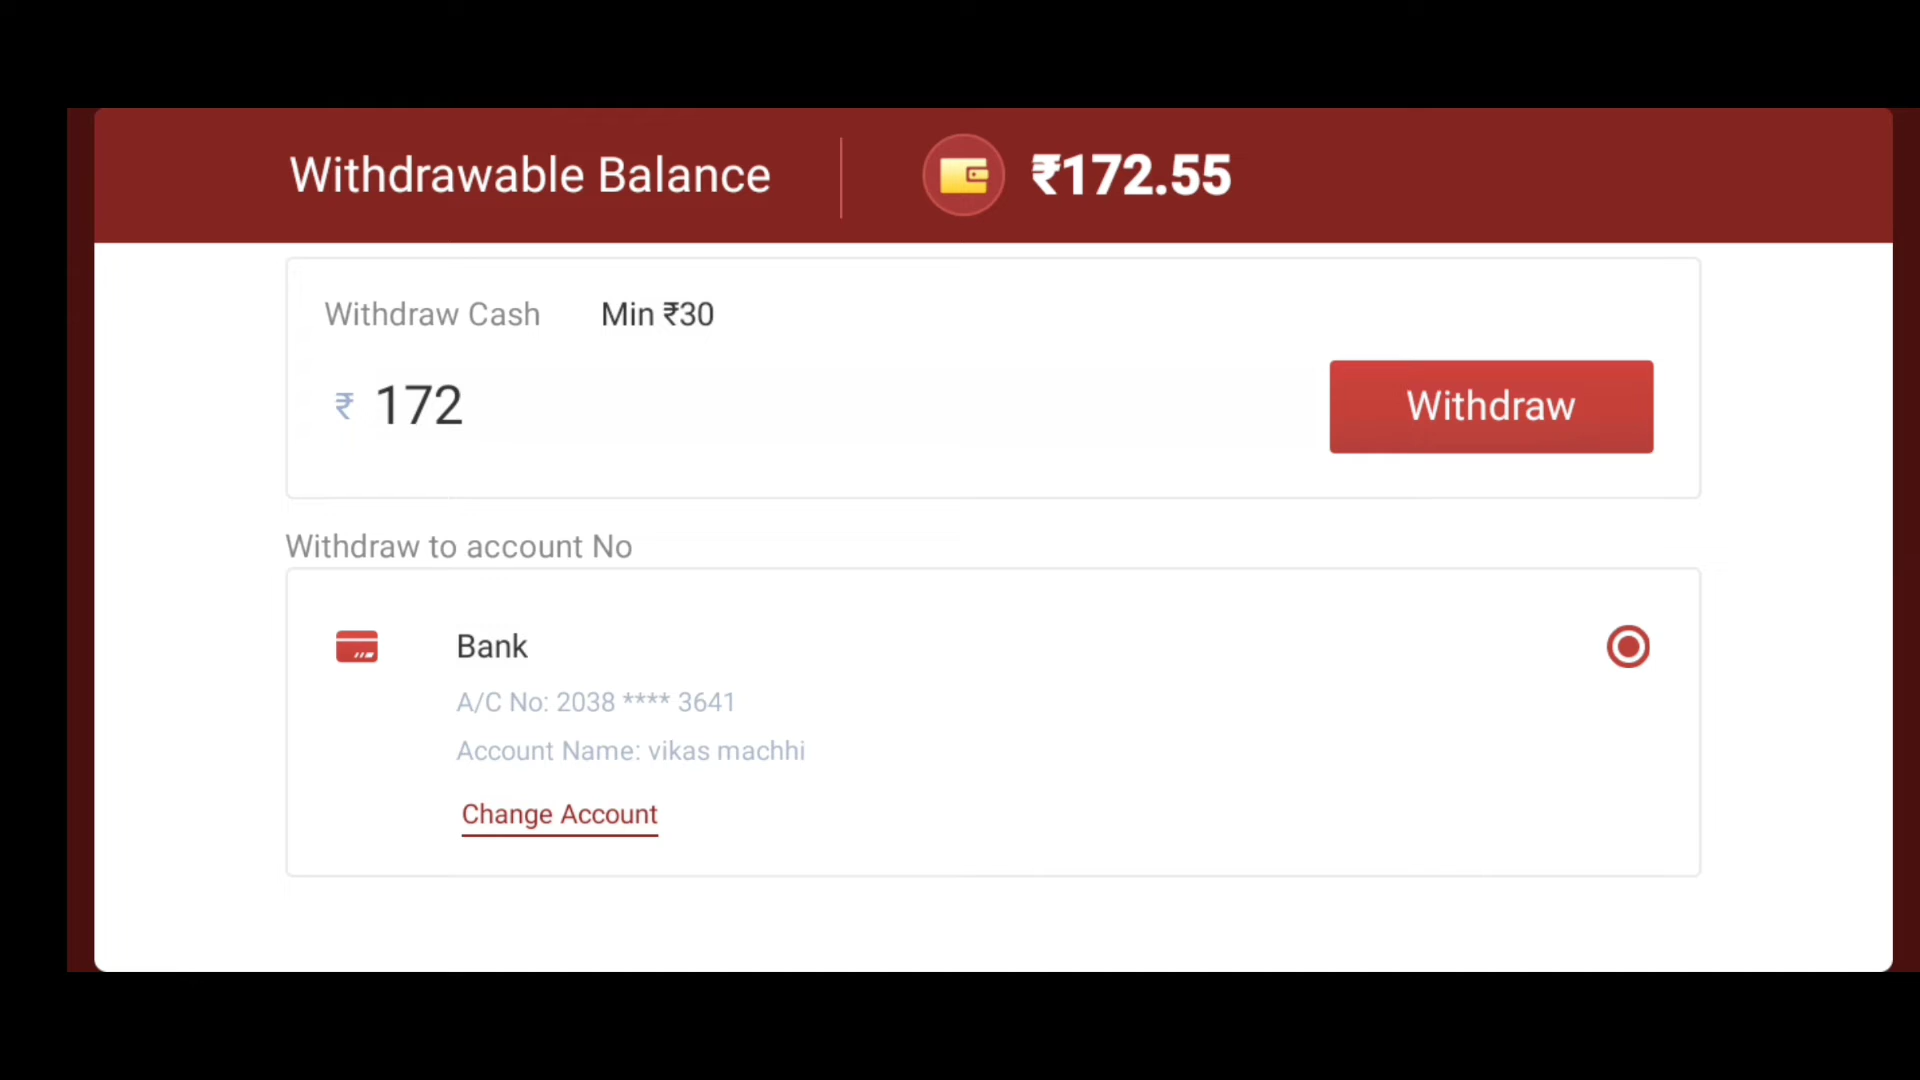 Withdrawable Balance ₹172.55
Withdraw Cash Min ₹30
₹ 172
Withdraw
Withdraw to account No
Bank
A/C No: 2038 **** 3641
Account Name: vikas machhi
Change Account